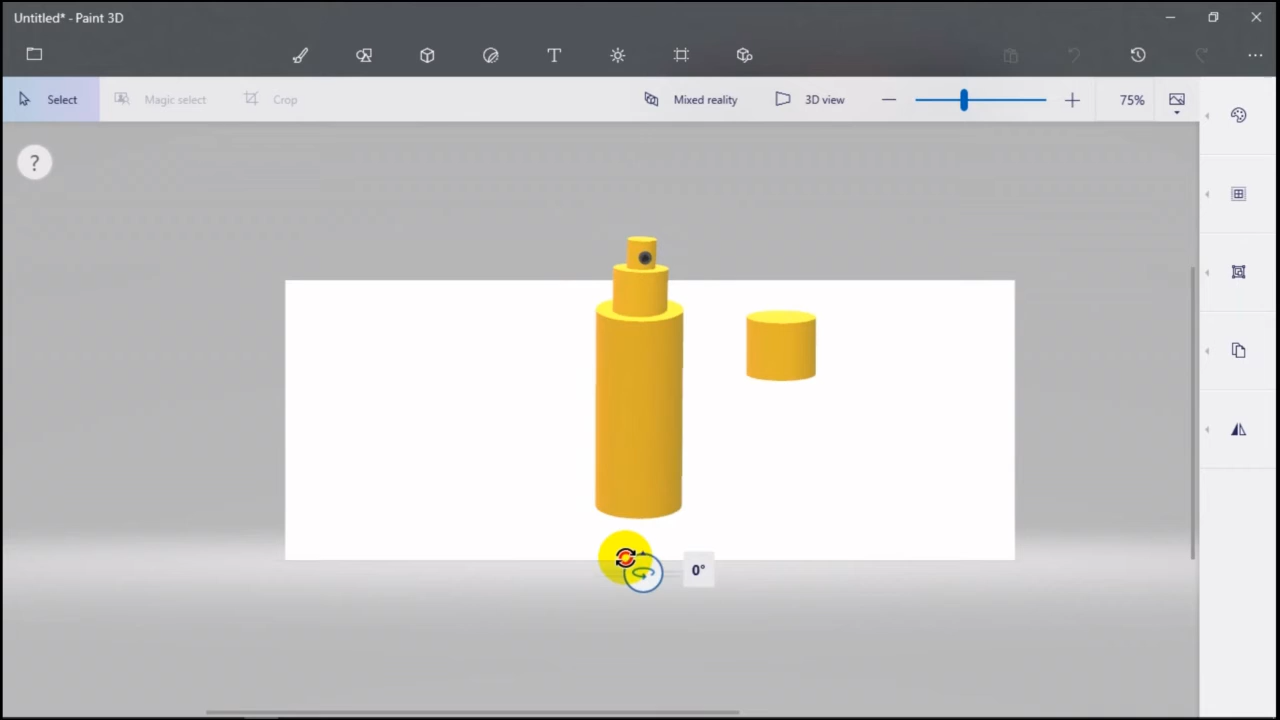 Untitled* - Paint 3D
T
Select
Magic select
Crop
Mixed reality
3D view
75%
?
0°